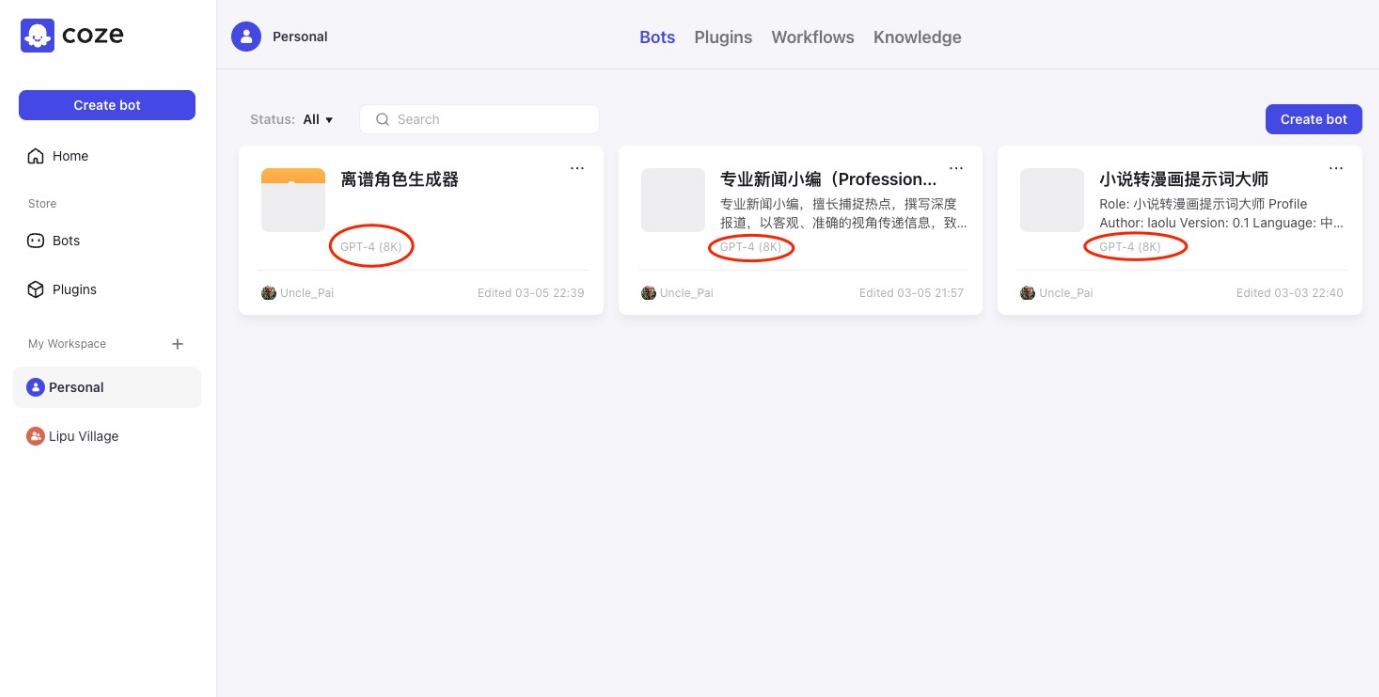 coze
Create bot
Home
Store
Bots
Plugins
My Workspace
Personal
Lipu Village
Personal
Bots Plugins Workflows Knowledge
Status: All
Search
Create bot
离谱角色生成器
GPT-4 (8K)
Uncle_Pai
Edited 03-05 22:39
专业新闻小编（Profession...
专业新闻小编，擅长捕捉热点，撰写深度
报道，以客观、准确的视角传递信息，致...
GPT-4 (8K)
Uncle_Pai
Edited 03-05 21:57
小说转漫画提示词大师
Role: 小说转漫画提示词大师 Profile
Author: laolu Version: 0.1 Language: 中...
GPT-4 (8K)
Uncle_Pai
Edited 03-03 22:40